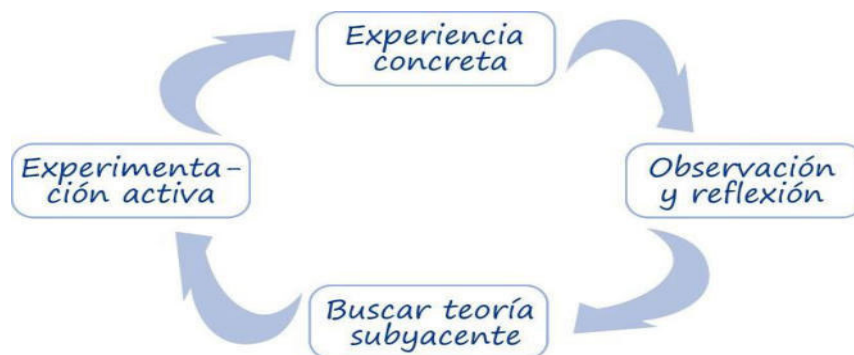 Experiencia
concreta
Observación
y reflexión
Buscar teoría
subyacente
Experimenta-
ción activa